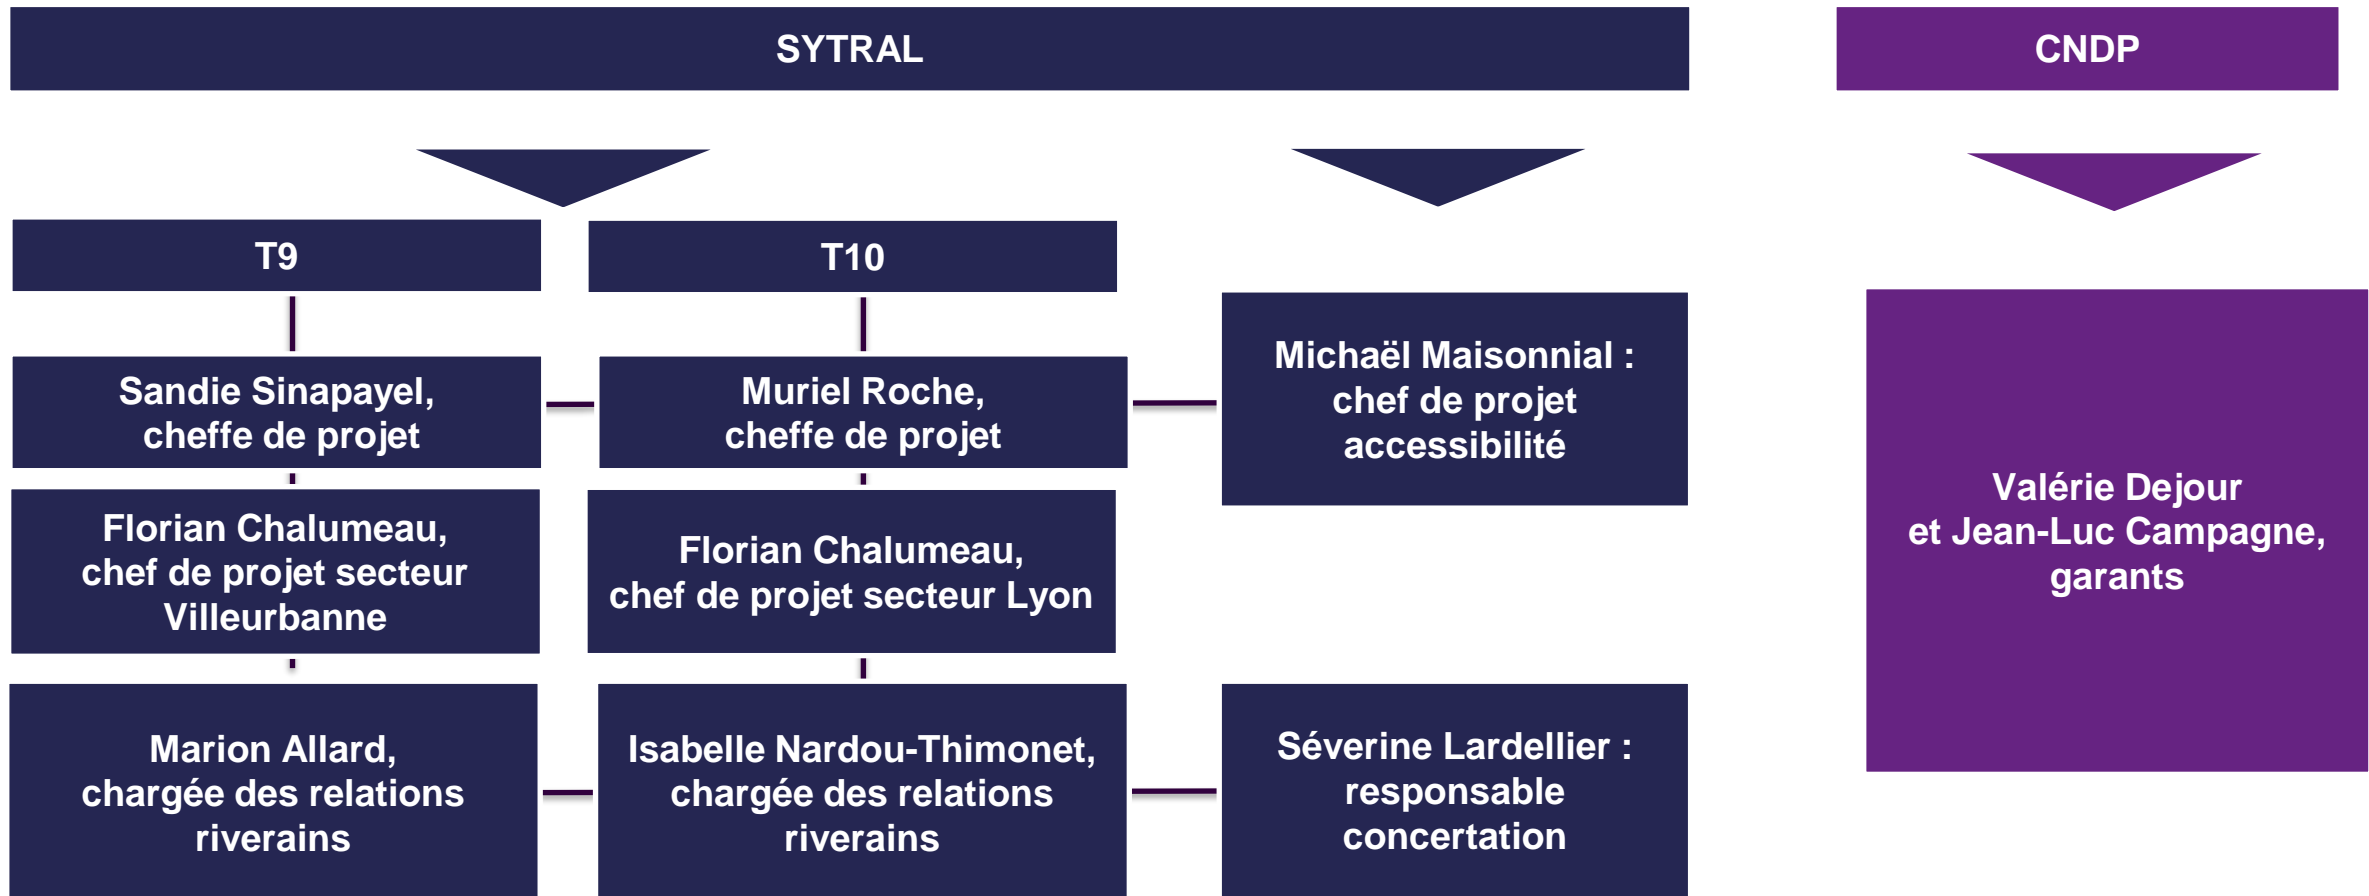 SYTRAL
CNDP
T9
T10
Sandie Sinapayel,
cheffe de projet
Muriel Roche,
cheffe de projet
Michaël Maisonnial :
chef de projet
accessibilité
Florian Chalumeau,
chef de projet secteur
Villeurbanne
Florian Chalumeau,
chef de projet secteur Lyon
Valérie Dejour
et Jean-Luc Campagne,
garants
Marion Allard,
chargée des relations
riverains
Isabelle Nardou-Thimonet,
chargée des relations
riverains
Séverine Lardellier :
responsable
concertation